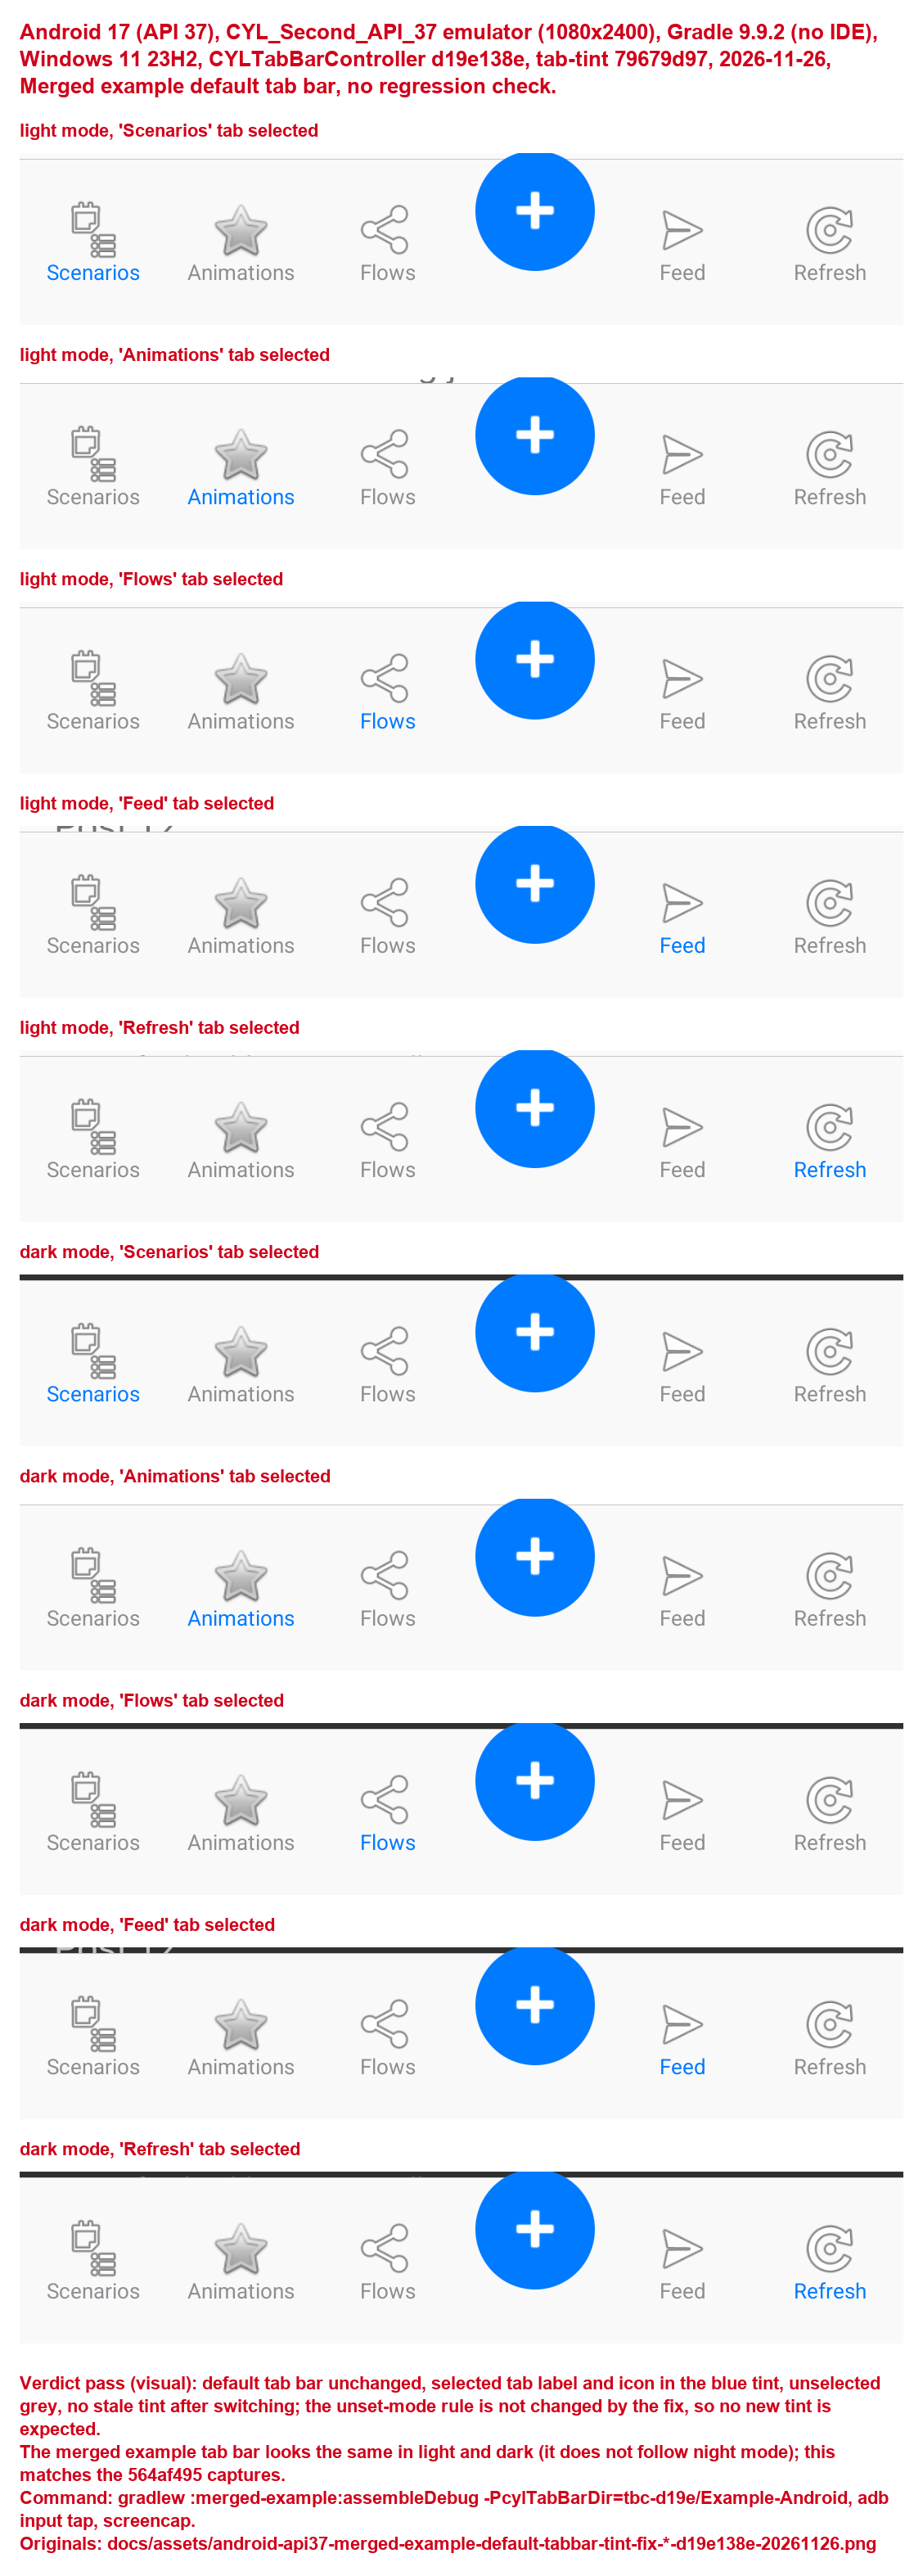 Android 17 (API 37), CYL_Second_API_37 emulator (1080x2400), Gradle 9.9.2 (no IDE),
Windows 11 23H2, CYLTabBarController d19e138e, tab-tint 79679d97, 2026-11-26,
Merged example default tab bar, no regression check.
light mode, 'Scenarios' tab selected
Scenarios Animations Flows Feed Refresh
light mode, 'Animations' tab selected
Scenarios Animations Flows Feed Refresh
light mode, 'Flows' tab selected
Scenarios Animations Flows Feed Refresh
light mode, 'Feed' tab selected
Scenarios Animations Flows Feed Refresh
light mode, 'Refresh' tab selected
Scenarios Animations Flows Feed Refresh
dark mode, 'Scenarios' tab selected
Scenarios Animations Flows Feed Refresh
dark mode, 'Animations' tab selected
Scenarios Animations Flows Feed Refresh
dark mode, 'Flows' tab selected
Scenarios Animations Flows Feed Refresh
dark mode, 'Feed' tab selected
Scenarios Animations Flows Feed Refresh
dark mode, 'Refresh' tab selected
Scenarios Animations Flows Feed Refresh
Verdict pass (visual): default tab bar unchanged, selected tab label and icon in the blue tint, unselected
grey, no stale tint after switching; the unset-mode rule is not changed by the fix, so no new tint is
expected.
The merged example tab bar looks the same in light and dark (it does not follow night mode); this
matches the 564af495 captures.
Command: gradlew :merged-example:assembleDebug -PcylTabBarDir=tbc-d19e/Example-Android, adb
input tap, screencap.
Originals: docs/assets/android-api37-merged-example-default-tabbar-tint-fix-*-d19e138e-20261126.png